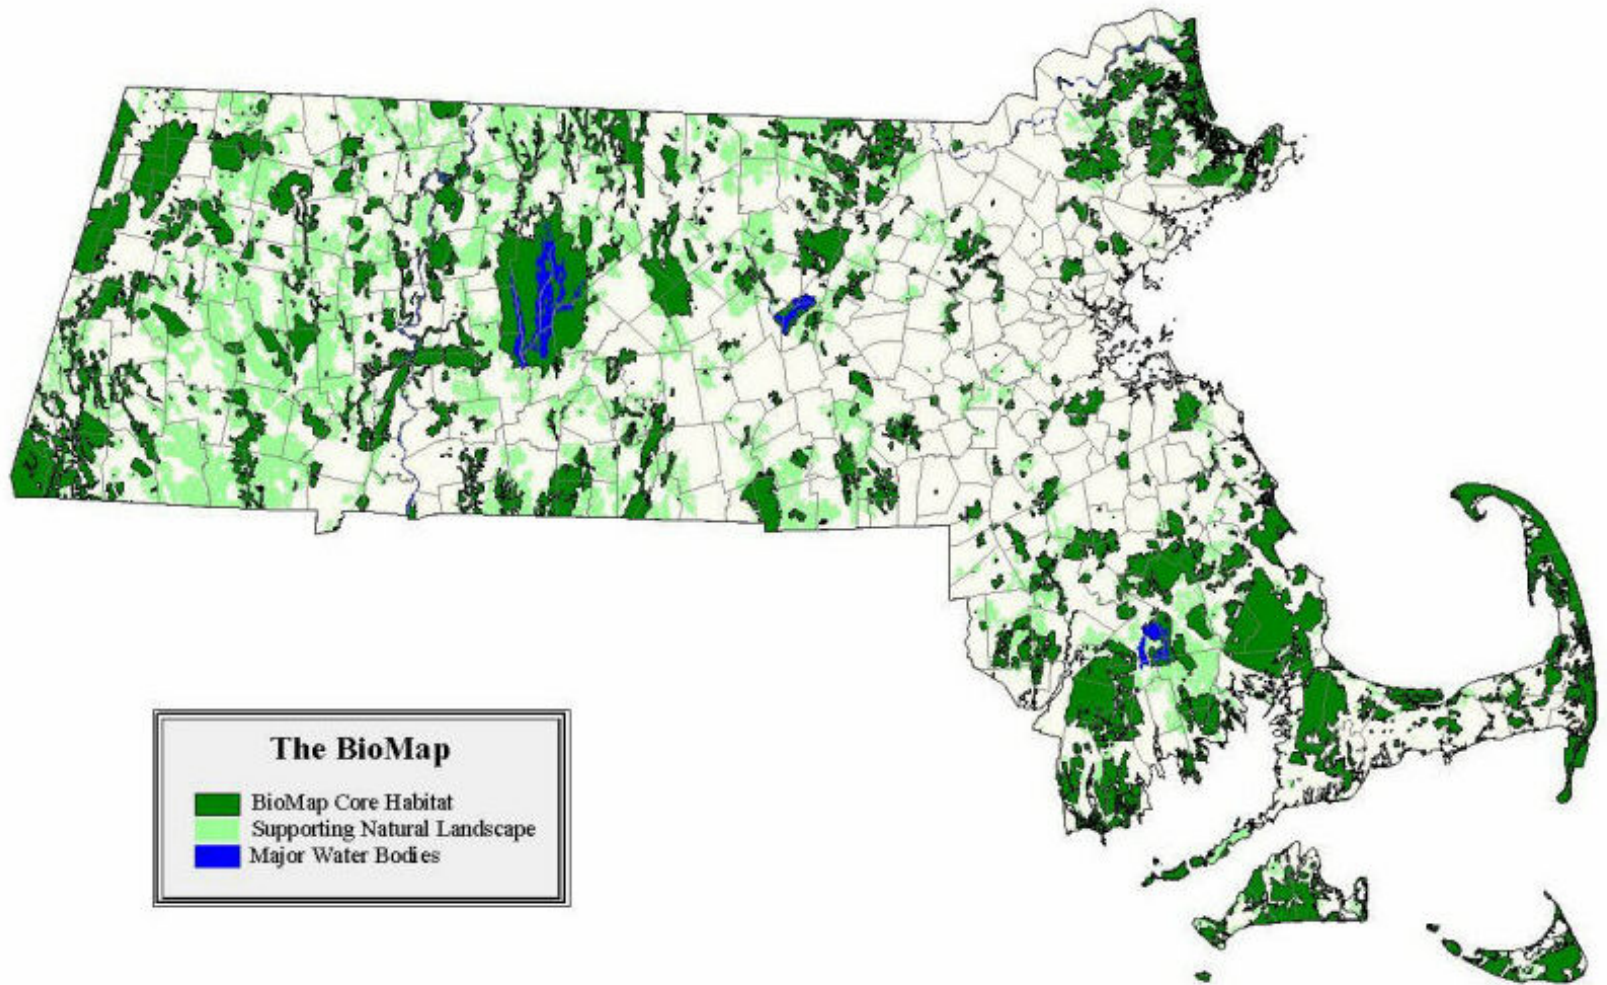 The BioMap
BioMap Core Habitat
Supporting Natural Landscape
Major Water Bodies